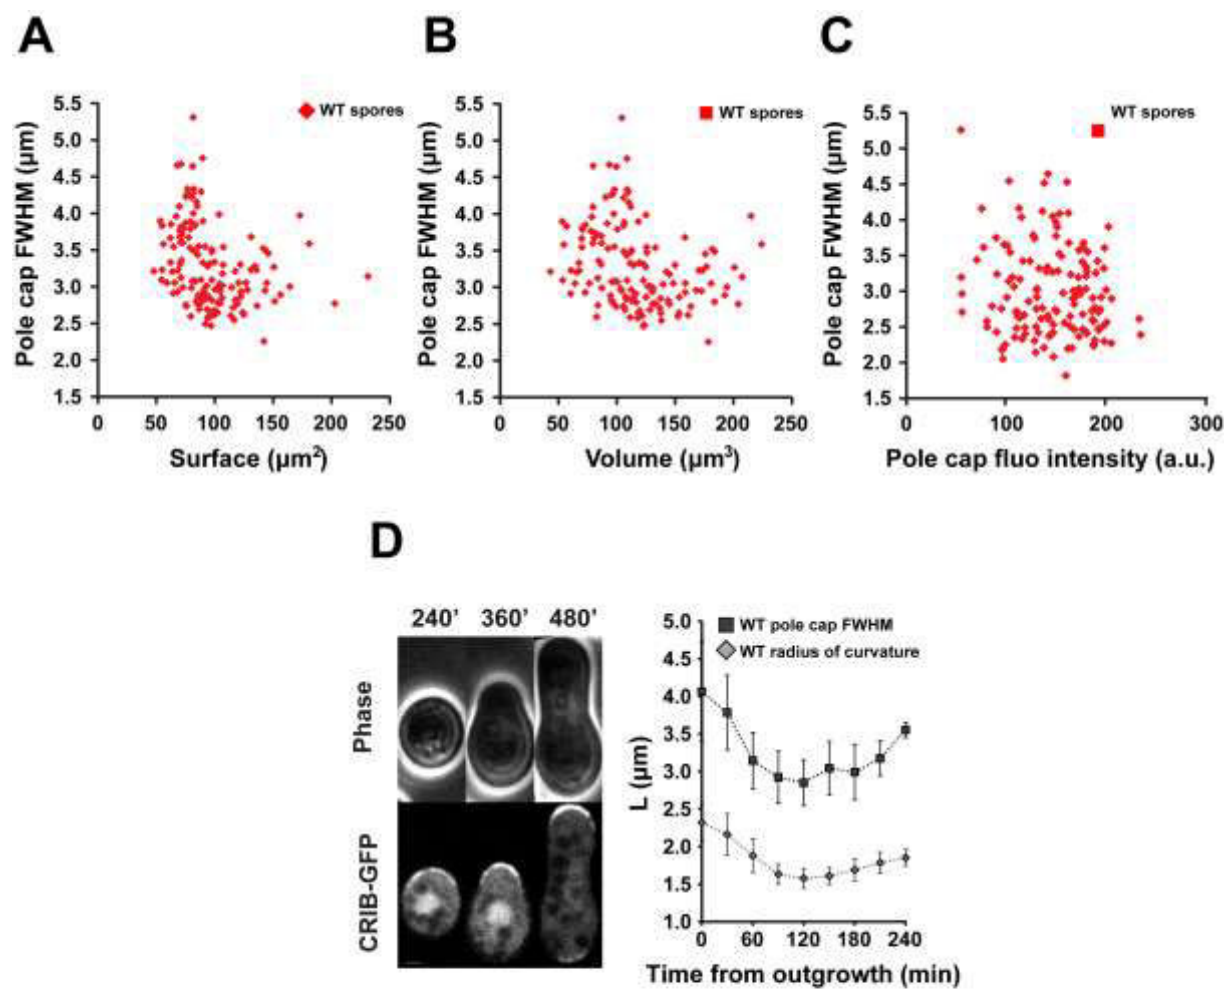 A
B
C
WT spores
WT spores
WT spores
Pole cap FWHM (µm)
5.5
5.0
4.5
4.0
3.5
3.0
2.5
2.0
1.5
0
50
100
150
200
250
Surface (µm²)
Pole cap FWHM (µm)
5.5
5.0
4.5
4.0
3.5
3.0
2.5
2.0
1.5
0
50
100
150
200
250
Volume (µm³)
Pole cap FWHM (µm)
5.5
5.0
4.5
4.0
3.5
3.0
2.5
2.0
1.5
0
100
200
300
Pole cap fluo intensity (a.u.)
D
240’ 360’ 480’
Phase
CRIB-GFP
WT pole cap FWHM
WT radius of curvature
L (µm)
5.0
4.5
4.0
3.5
3.0
2.5
2.0
1.5
1.0
0
60
120
180
240
Time from outgrowth (min)